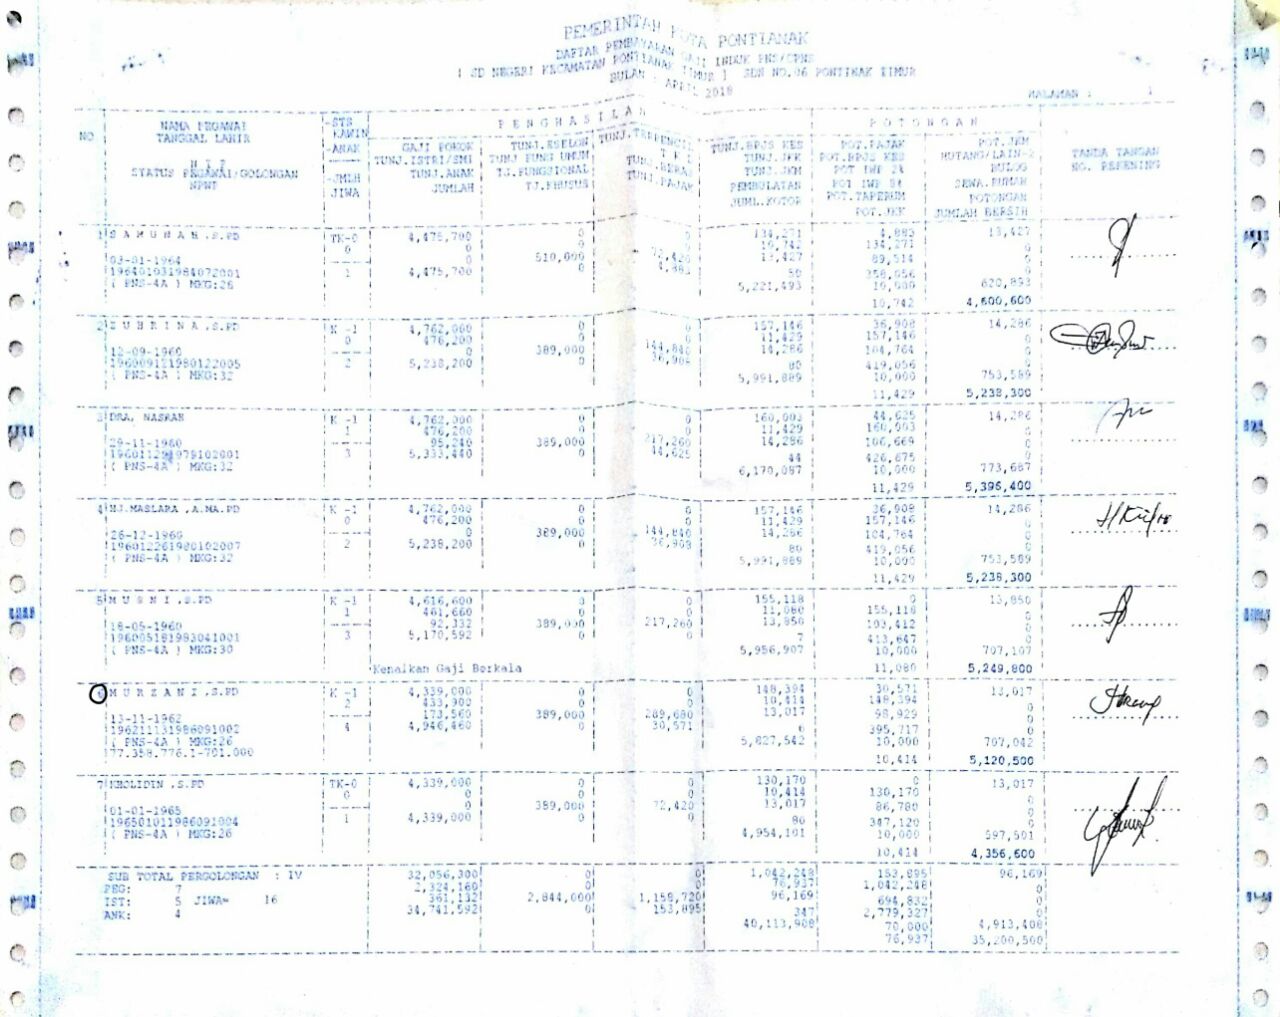 PEMERINTAH KOTA PONTIANAK
DAFTAR PEMBAYARAN GAJI INDUK PNS/CPNS
( SD NEGERI KECAMATAN PONTIANAK TIMUR ) SDN NO.06 PONTINAK TIMUR
BULAN : APRIL 2018
HALAMAN : 1
NO
NAMA PEGAWAI
TANGGAL LAHIR
N I P
STATUS PEGAWAI/GOLONGAN
NPWP
STS
KAWIN
ANAK
JMLH
JIWA
P E N G H A S I L A N
GAJI POKOK
TUNJ.ISTRI/SMI
TUNJ.ANAK
JUMLAH
TUNJ.ESELON
TUNJ FUNG UMUM
TJ.FUNGSIONAL
TJ.KHUSUS
TUNJ.TERPENCIL
TUNJ.BERAS
TUNJ.PAJAK
TUNJ.BPJS KES
TUNJ.JKK
TUNJ.JKM
PEMBULATAN
JUML.KOTOR
P O T O N G A N
POT.PAJAK
POT.BPJS KES
POT IWP 2%
POT IWP 8%
POT.TAPERUM
POT.JKK
POT.JKM
HUTANG/LAIN-2
BULOG
SEWA.RUMAH
POTONGAN
JUMLAH BERSIH
TANDA TANGAN
NO. REKENING
1 S A M U N A H .S.PD TK-0 4,475,700 0 0 134,271 4,883 13,427
0 0 0 10,742 134,271 0
03-01-1964 0 510,000 72,420 13,427 89,514 0
196401031984072001 1 4,475,700 0 4,883 50 358,056 0
( PNS-4A ) MKG:26 5,221,493 10,000 620,893
10,742 4,600,600
2 Z U H R I N A .S.PD K -1 4,762,000 0 0 157,146 36,908 14,286
0 476,200 0 0 11,429 157,146 0
12-09-1960 0 389,000 144,840 14,286 104,764 0
196009121980122005 2 5,238,200 0 36,908 80 419,056 0
( PNS-4A ) MKG:32 5,991,889 10,000 753,589
11,429 5,238,300
3 DRA. NASRAH K -1 4,762,000 0 0 160,003 44,625 14,286
1 476,200 0 0 11,429 160,003 0
29-11-1960 95,240 389,000 217,260 14,286 106,669 0
3 5,333,440 0 44,625 44 426,675 0
( PNS-4A ) MKG:32 6,170,087 10,000 773,687
11,429 5,396,400
4 HJ.MASLARA .A.MA.PD K -1 4,762,000 0 0 157,146 36,908 14,286
0 476,200 0 0 11,429 157,146 0
26-12-1960 0 389,000 144,840 14,286 104,764 0
196012261980102007 2 5,238,200 0 36,908 80 419,056 0
( PNS-4A ) MKG:32 5,991,889 10,000 753,589
11,429 5,238,300
5 M U R N I .S.PD K -1 4,616,600 0 0 155,118 0 13,850
1 461,660 0 0 11,080 155,118 0
18-05-1960 92,332 389,000 217,260 13,850 103,412 0
196005181983041001 3 5,170,592 0 0 7 413,647 0
( PNS-4A ) MKG:30 5,956,907 10,000 707,107
Kenaikan Gaji Berkala 11,080 5,249,800
6 M U R Z A N I .S.PD K -1 4,339,000 0 0 148,394 30,571 13,017
2 433,900 0 0 10,414 148,394 0
13-11-1962 173,560 389,000 289,680 13,017 98,929 0
196211131986091002 4 4,946,460 0 30,571 395,717 0
( PNS-4A ) MKG:26 5,827,542 10,000 707,042
77.358.776.1-701.000 10,414 5,120,500
7 KHOLIDIN .S.PD TK-0 4,339,000 0 0 130,170 0 13,017
0 0 0 0 10,414 130,170 0
01-01-1965 0 389,000 72,420 13,017 86,780 0
196501011986091004 1 4,339,000 0 0 80 347,120 0
( PNS-4A ) MKG:26 4,954,101 10,000 597,501
10,414 4,356,600
SUB TOTAL PERGOLONGAN : IV 32,056,300 0 0 1,042,248 153,895 96,169
PEG: 7 2,324,160 0 0 76,937 1,042,248 0
IST: 5 JIWA= 16 361,132 2,844,000 1,158,720 96,169 694,832 0
ANK: 4 34,741,592 0 153,895 347 2,779,327 0
40,113,908 70,000 4,913,408
76,937 35,200,500